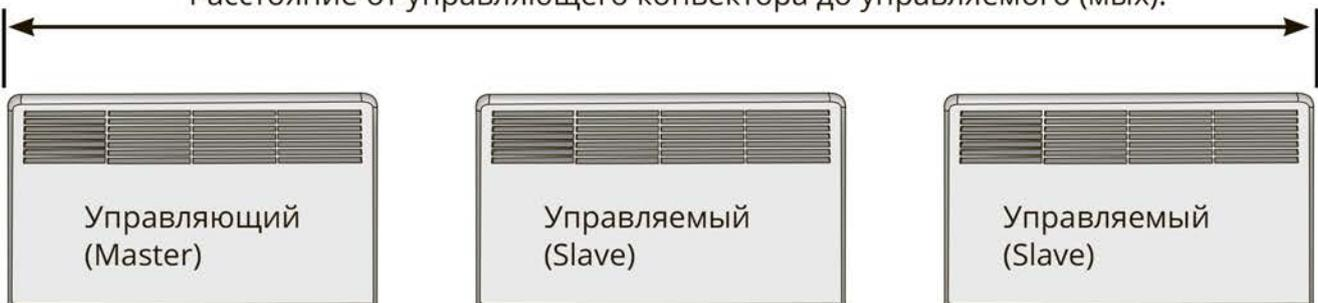 Расстояние от управляющего конвектора до управляемого (мых).
Управляющий
(Master)
Управляемый
(Slave)
Управляемый
(Slave)